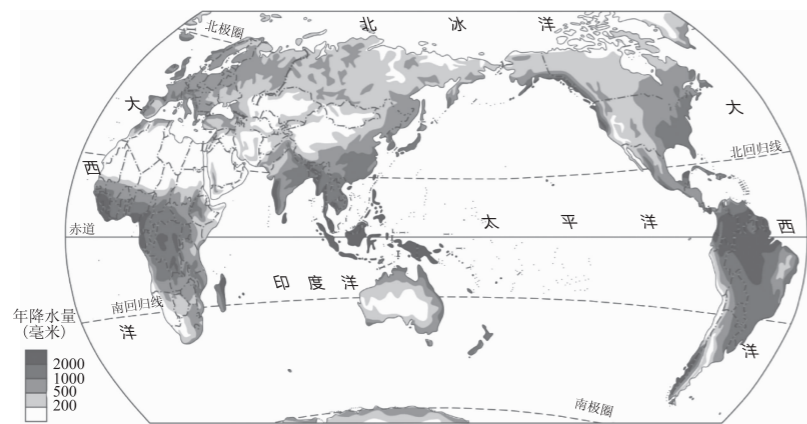 北极圈
北冰洋
大
大
西
北回归线
赤道
太平洋
西
印度洋
南回归线
洋
洋
南极圈
年降水量
(毫米)
2000
1000
500
200